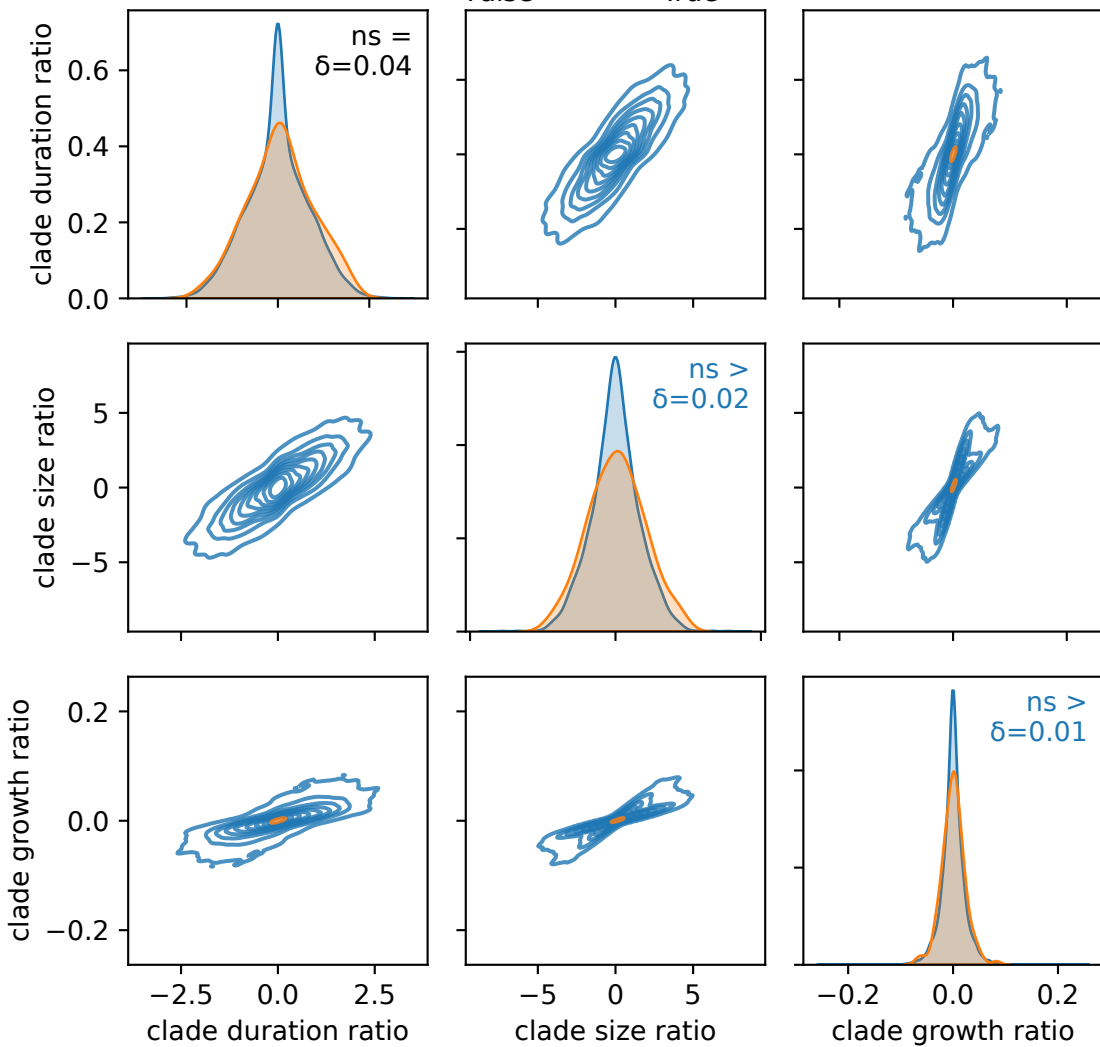 clade duration ratio
0.6
0.4
0.2
0.0
ns =
δ=0.04
clade size ratio
5
0
−5
ns >
δ=0.02
clade growth ratio
0.2
0.0
−0.2
ns >
δ=0.01
−2.5 0.0 2.5
−5 0 5
−0.2 0.0 0.2
clade duration ratio
clade size ratio
clade growth ratio